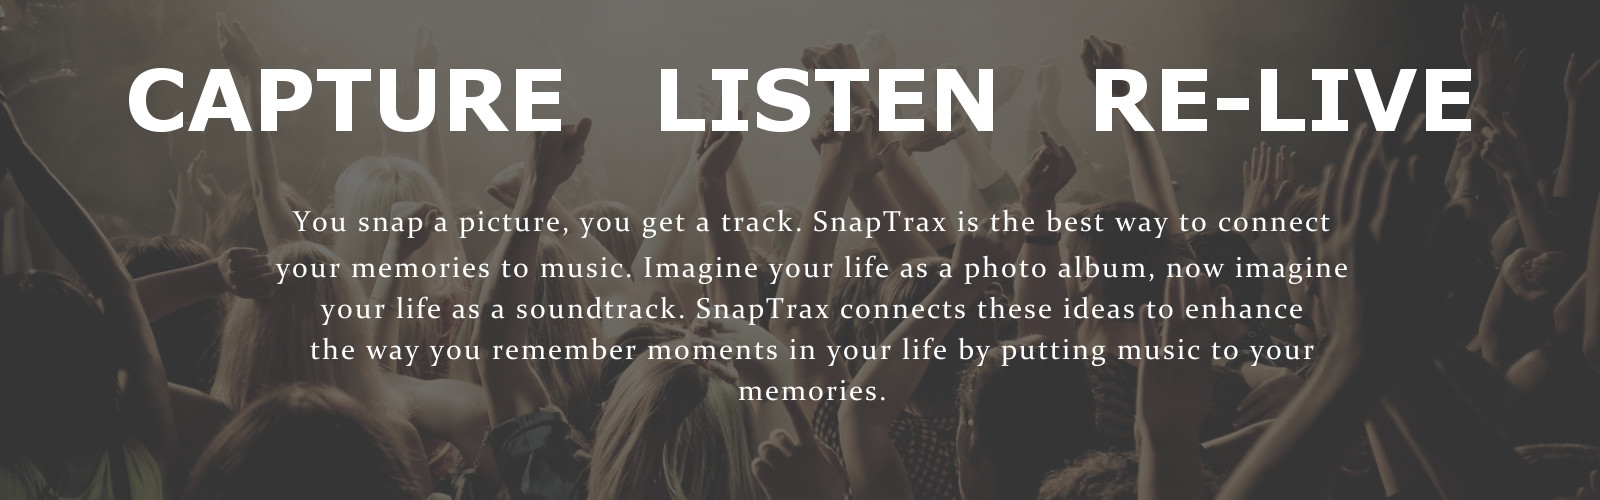 CAPTURE LISTEN RE-LIVE
You snap a picture, you get a track. SnapTrax is the best way to connect
your memories to music. Imagine your life as a photo album, now imagine
your life as a soundtrack. SnapTrax connects these ideas to enhance
the way you remember moments in your life by putting music to your
memories.